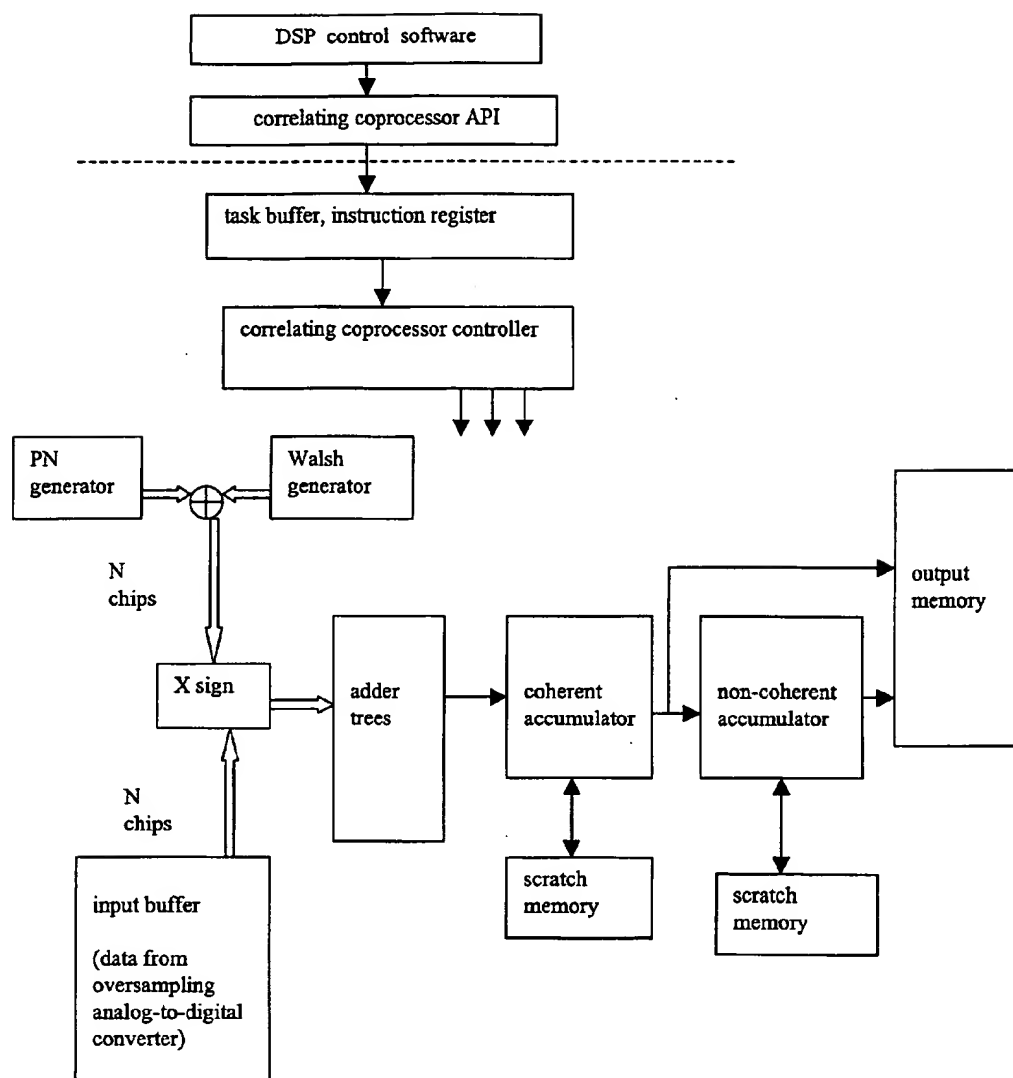 DSP control software
correlating coprocessor API
task buffer, instruction register
correlating coprocessor controller
PN
generator
Walsh
generator
N
chips
output
memory
X sign
adder
trees
coherent
accumulator
non-coherent
accumulator
N
chips
input buffer
(data from
oversampling
analog-to-digital
converter)
scratch
memory
scratch
memory